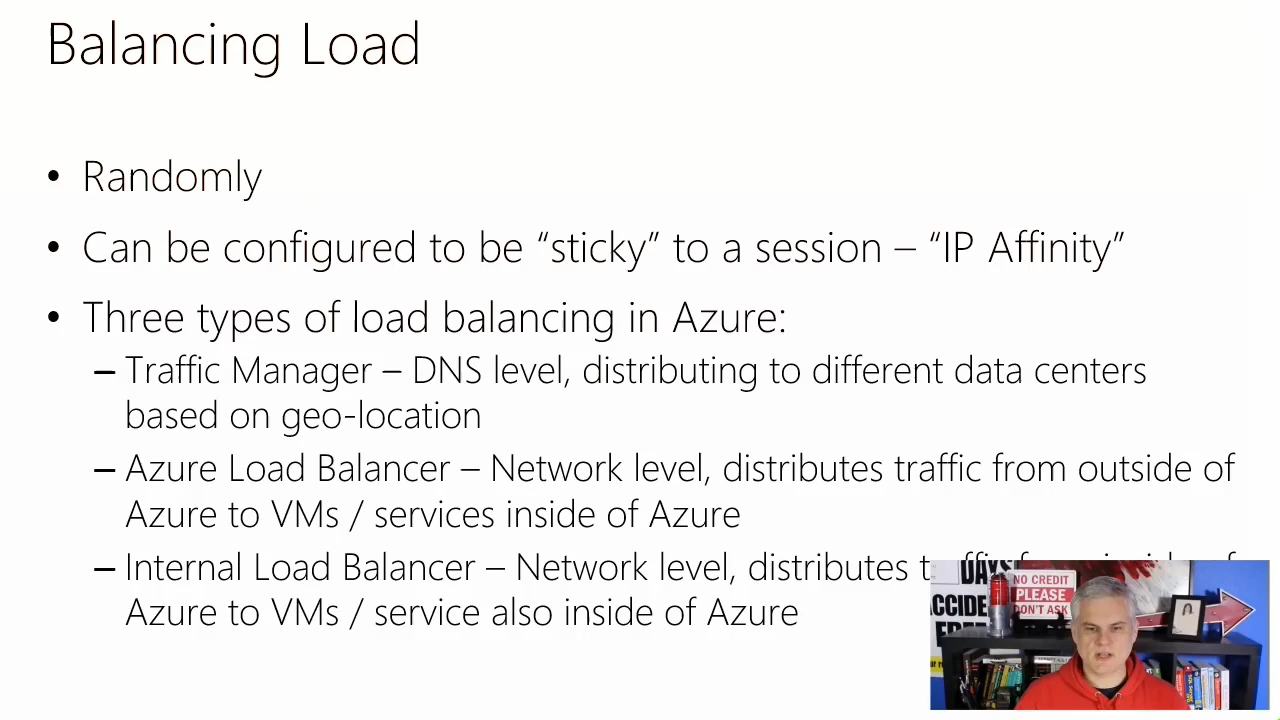 Balancing Load
• Randomly
• Can be configured to be “sticky” to a session – “IP Affinity”
• Three types of load balancing in Azure:
– Traffic Manager – DNS level, distributing to different data centers
based on geo-location
– Azure Load Balancer – Network level, distributes traffic from outside of
Azure to VMs / services inside of Azure
– Internal Load Balancer – Network level, distributes
Azure to VMs / service also inside of Azure
DAYS
NO CREDIT
PLEASE
DON'T ASK